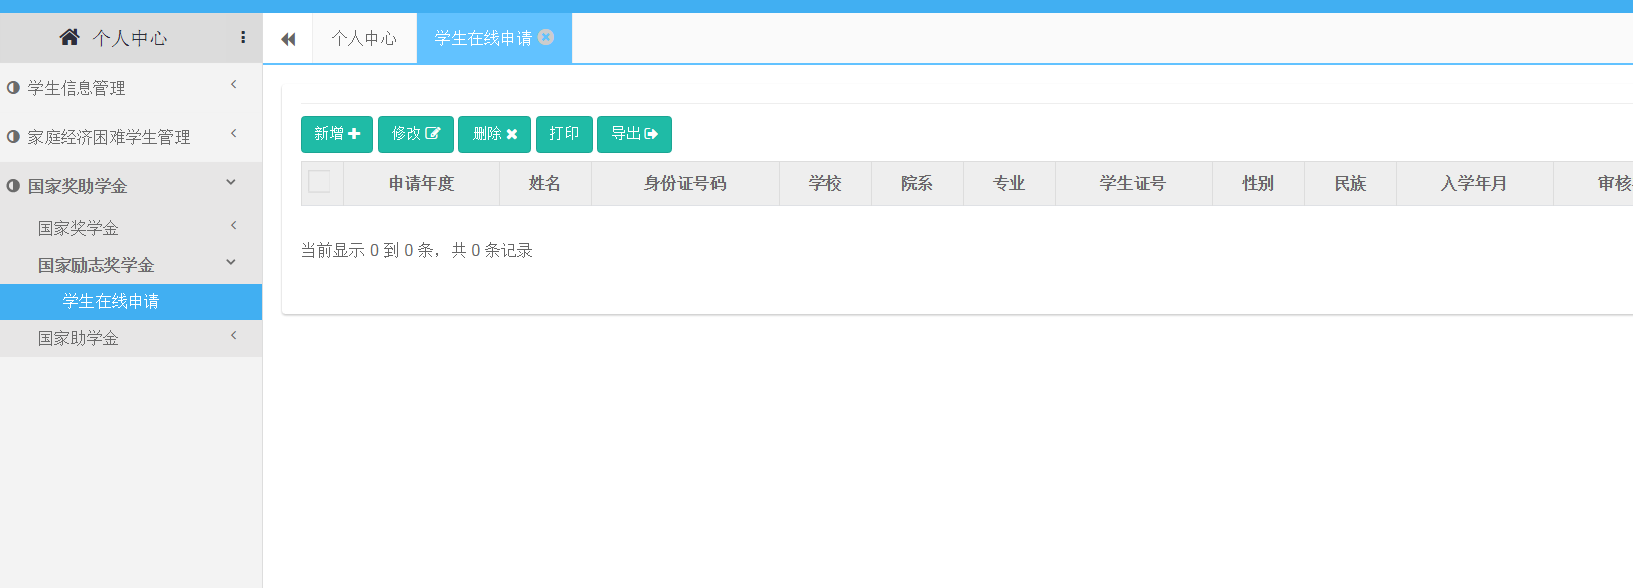 个人中心
个人中心
学生在线申请
学生信息管理
家庭经济困难学生管理
国家奖助学金
国家奖学金
国家励志奖学金
学生在线申请
国家助学金
新增 修改 删除 打印 导出
申请年度 姓名 身份证号码 学校 院系 专业 学生证号 性别 民族 入学年月 审核
当前显示 0 到 0 条，共 0 条记录